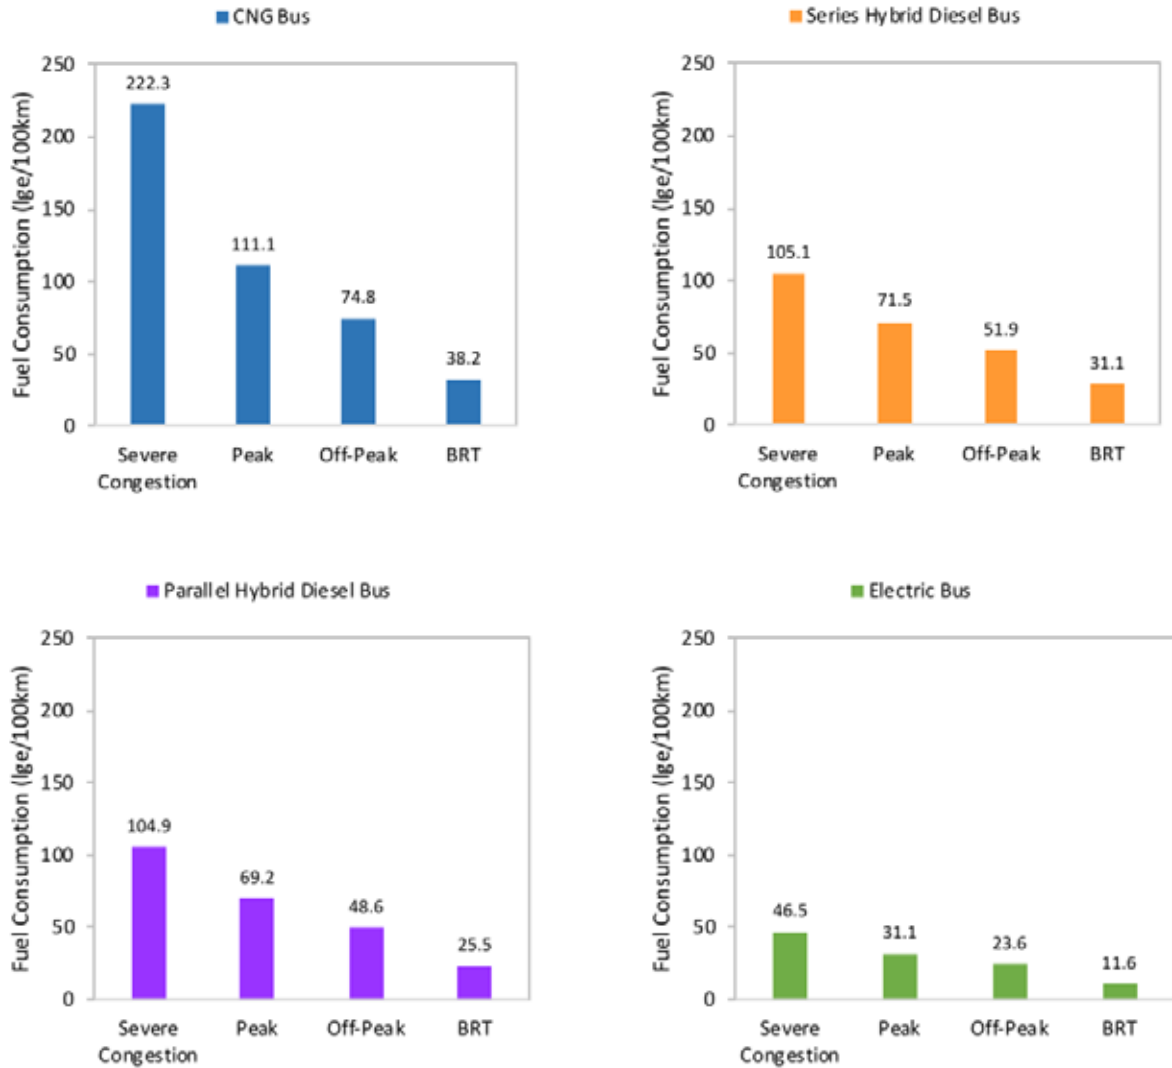 CNG Bus
Fuel Consumption (lge/100km)
250
200
150
100
50
0
222.3
111.1
74.8
38.2
Severe Congestion
Peak
Off-Peak
BRT
Series Hybrid Diesel Bus
Fuel Consumption (lge/100km)
250
200
150
100
50
0
105.1
71.5
51.9
31.1
Severe Congestion
Peak
Off-Peak
BRT
Parallel Hybrid Diesel Bus
Fuel Consumption (lge/100km)
250
200
150
100
50
0
104.9
69.2
48.6
25.5
Severe Congestion
Peak
Off-Peak
BRT
Electric Bus
Fuel Consumption (lge/100km)
250
200
150
100
50
0
46.5
31.1
23.6
11.6
Severe Congestion
Peak
Off-Peak
BRT